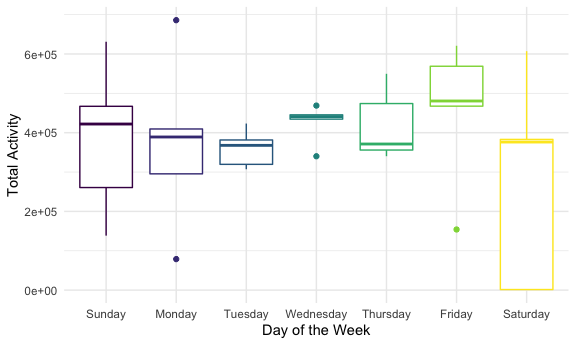 Total Activity
6e+05
4e+05
2e+05
0e+00
Sunday Monday Tuesday Wednesday Thursday Friday Saturday
Day of the Week